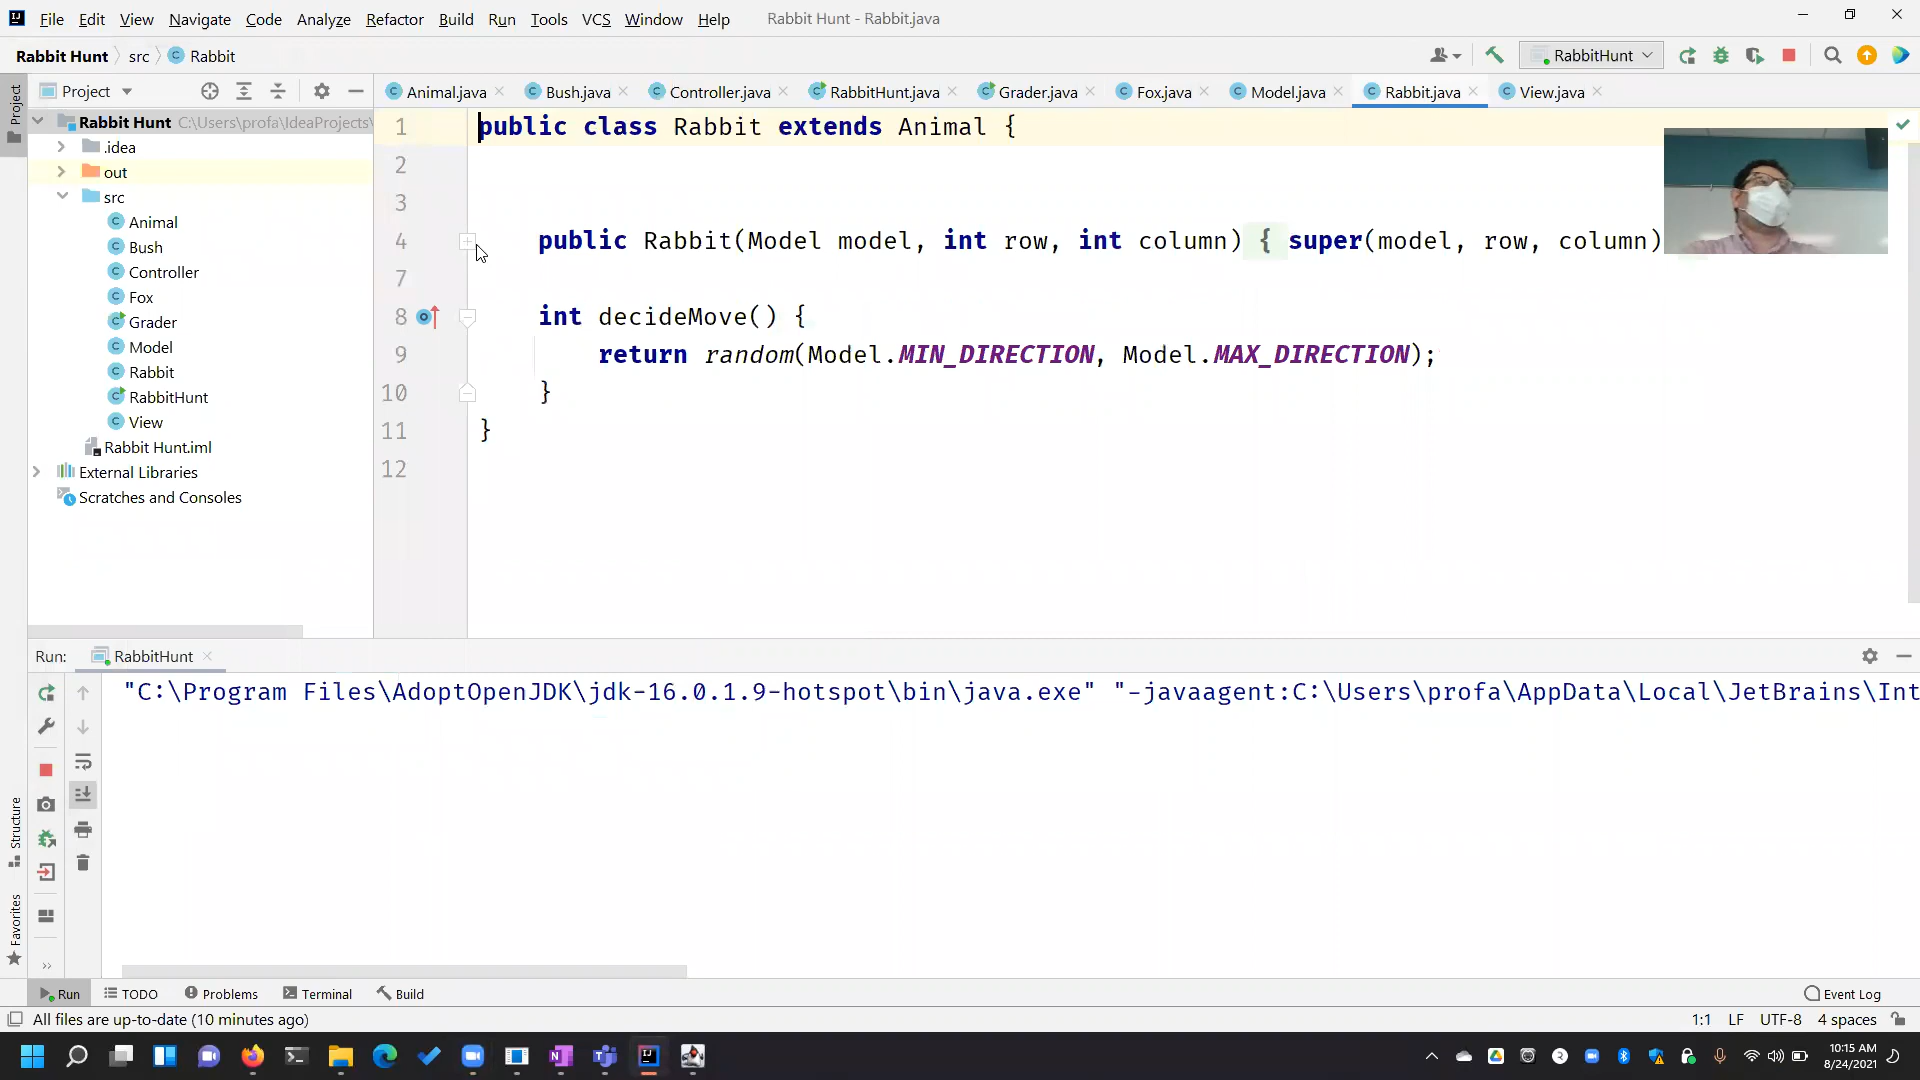 File Edit View Navigate Code Analyze Refactor Build Run Tools VCS Window Help Rabbit Hunt - Rabbit.java
Rabbit Hunt src Rabbit RabbitHunt
Project
Animal.java Bush.java Controller.java RabbitHunt.java Grader.java Fox.java Model.java Rabbit.java View.java
Project
Rabbit Hunt C:\Users\profa\IdeaProjects\
.idea
out
src
Animal
Bush
Controller
Fox
Grader
Model
Rabbit
RabbitHunt
View
Rabbit Hunt.iml
External Libraries
Scratches and Consoles
1 public class Rabbit extends Animal {
2
3
4 public Rabbit(Model model, int row, int column) { super(model, row, column)
7
8 int decideMove() {
9 return random(Model.MIN_DIRECTION, Model.MAX_DIRECTION);
10 }
11 }
12
Run: RabbitHunt
"C:\Program Files\AdoptOpenJDK\jdk-16.0.1.9-hotspot\bin\java.exe" "-javaagent:C:\Users\profa\AppData\Local\JetBrains\Int
Structure
Favorites
Run TODO Problems Terminal Build Event Log
All files are up-to-date (10 minutes ago) 1:1 LF UTF-8 4 spaces
10:15 AM
8/24/2021